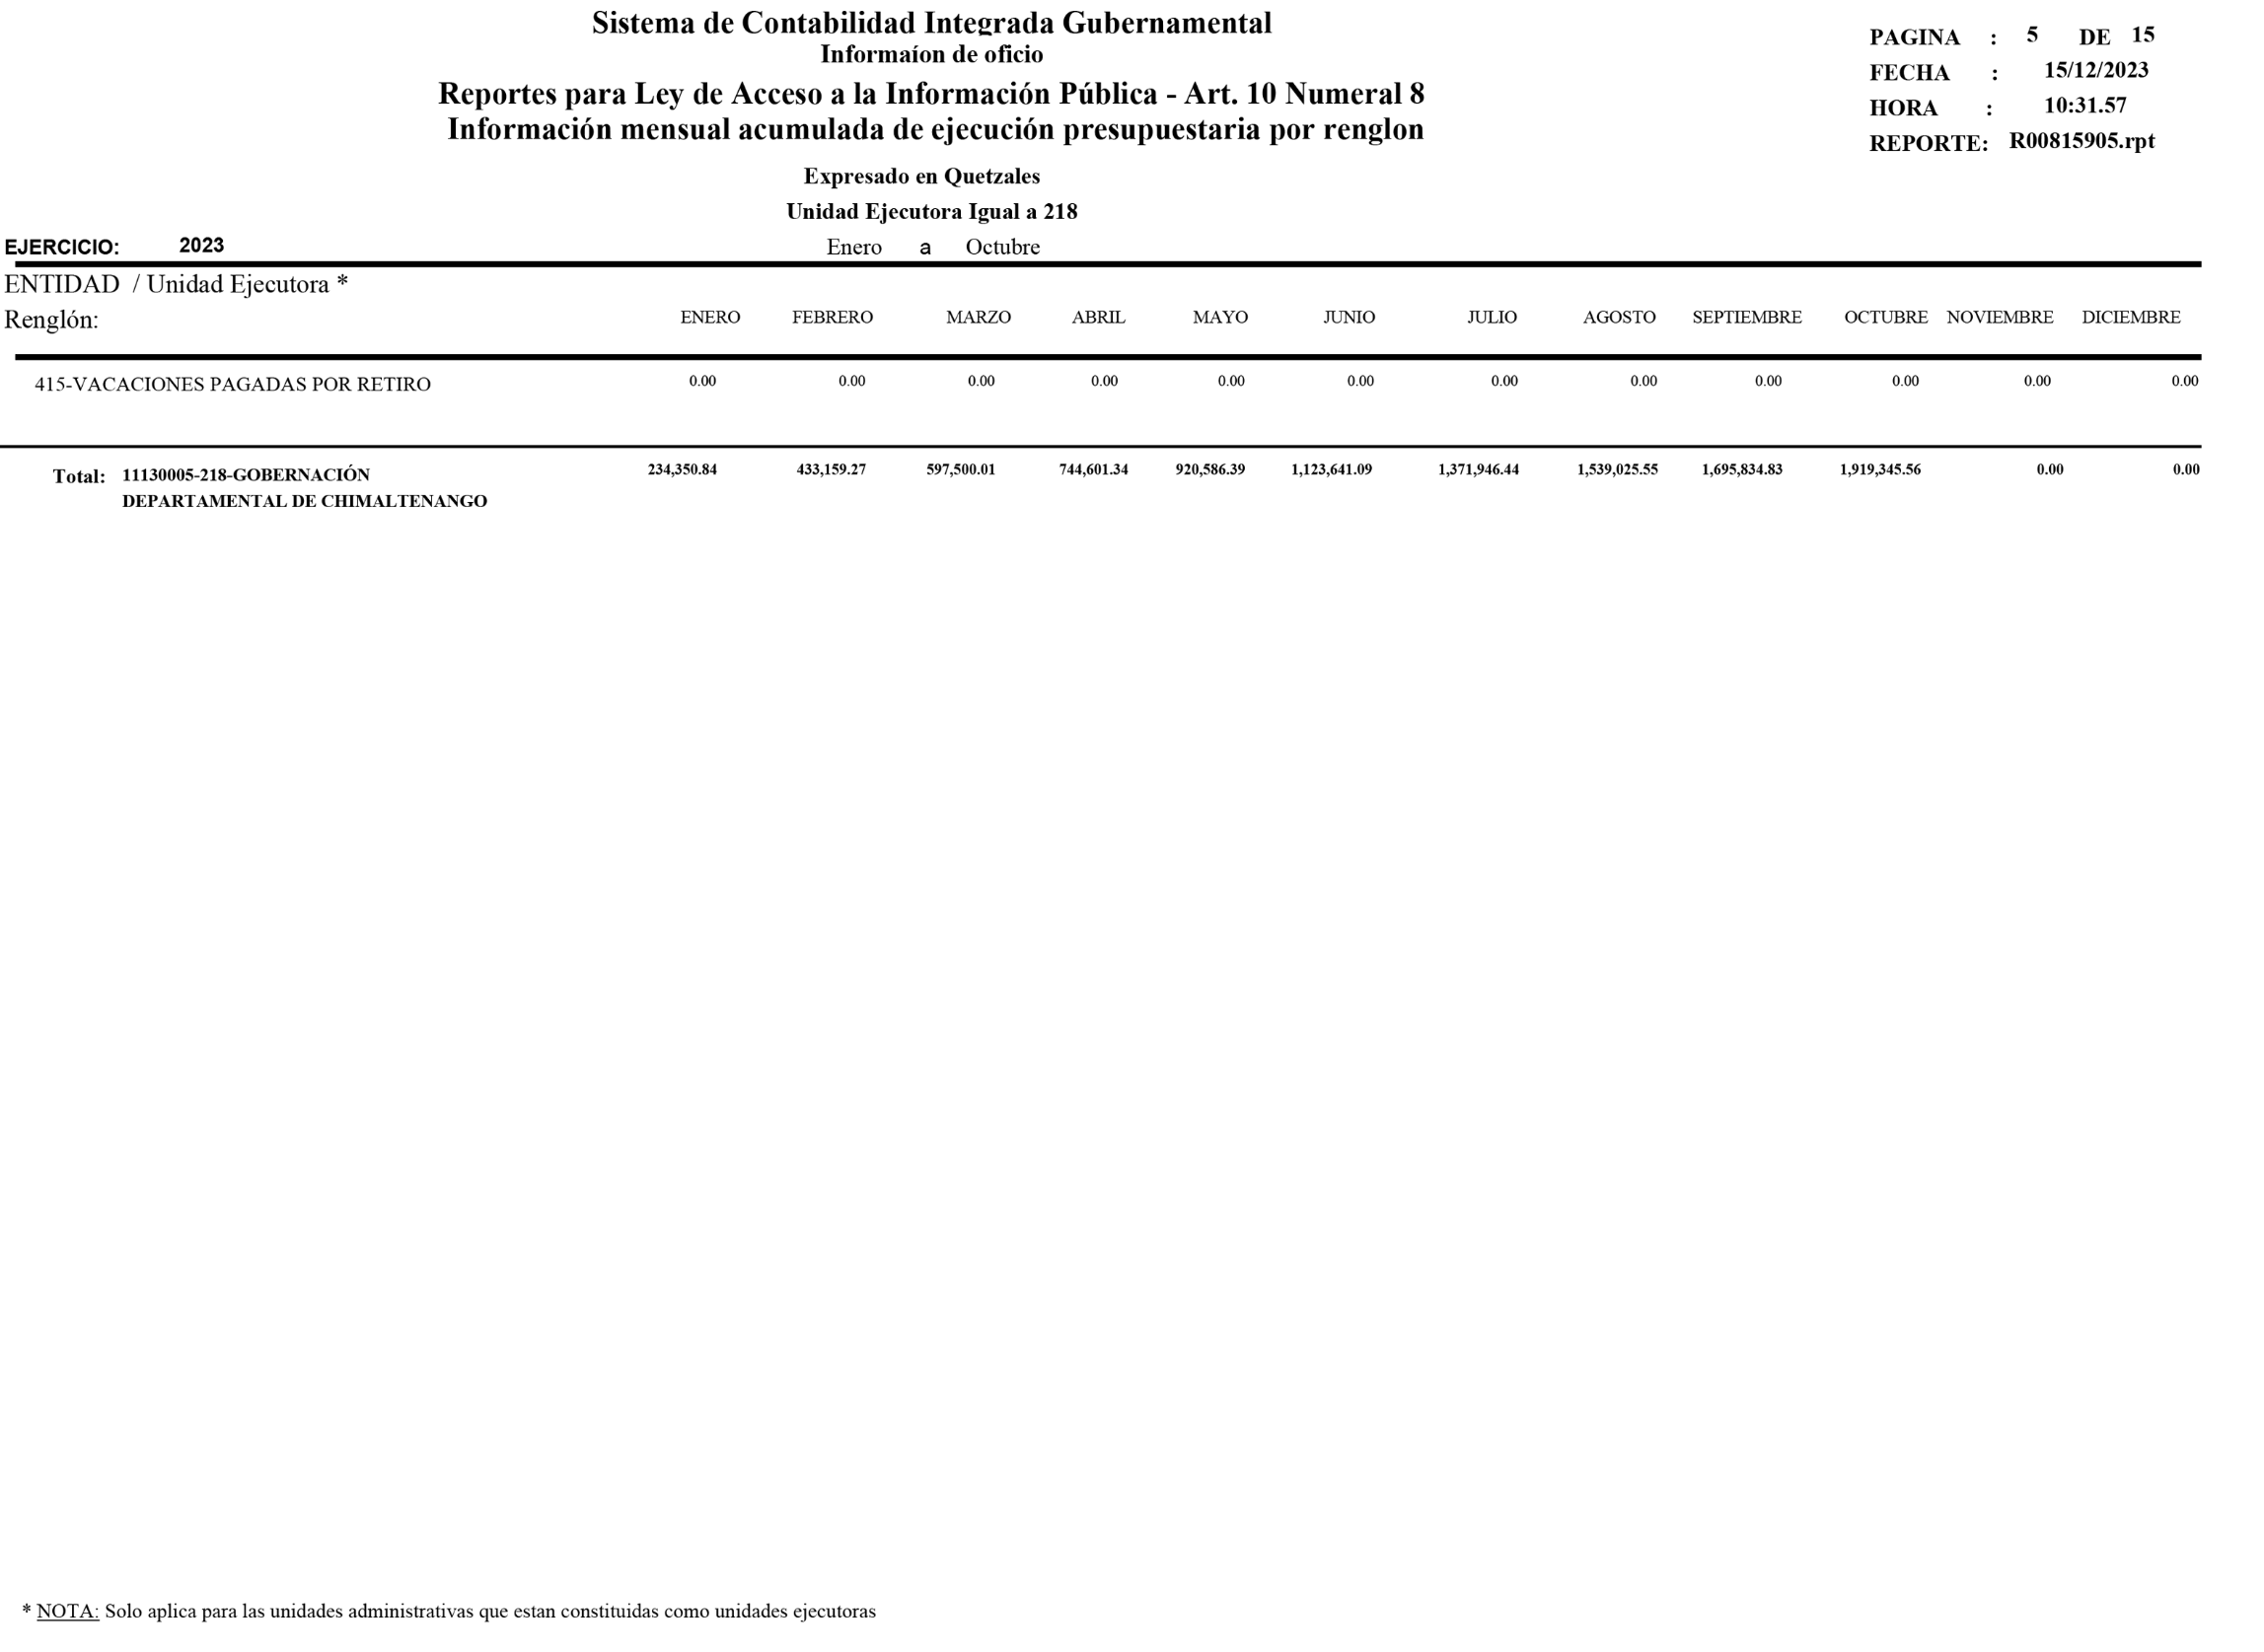 Sistema de Contabilidad Integrada Gubernamental
Informaíon de oficio
Reportes para Ley de Acceso a la Información Pública - Art. 10 Numeral 8
Información mensual acumulada de ejecución presupuestaria por renglon
Expresado en Quetzales
Unidad Ejecutora Igual a 218
PAGINA : 5 DE 15
FECHA : 15/12/2023
HORA : 10:31.57
REPORTE: R00815905.rpt
EJERCICIO: 2023 Enero a Octubre
ENTIDAD / Unidad Ejecutora *
Renglón: ENERO FEBRERO MARZO ABRIL MAYO JUNIO JULIO AGOSTO SEPTIEMBRE OCTUBRE NOVIEMBRE DICIEMBRE
415-VACACIONES PAGADAS POR RETIRO 0.00 0.00 0.00 0.00 0.00 0.00 0.00 0.00 0.00 0.00 0.00 0.00
Total: 11130005-218-GOBERNACIÓN 234,350.84 433,159.27 597,500.01 744,601.34 920,586.39 1,123,641.09 1,371,946.44 1,539,025.55 1,695,834.83 1,919,345.56 0.00 0.00
DEPARTAMENTAL DE CHIMALTENANGO
* NOTA: Solo aplica para las unidades administrativas que estan constituidas como unidades ejecutoras